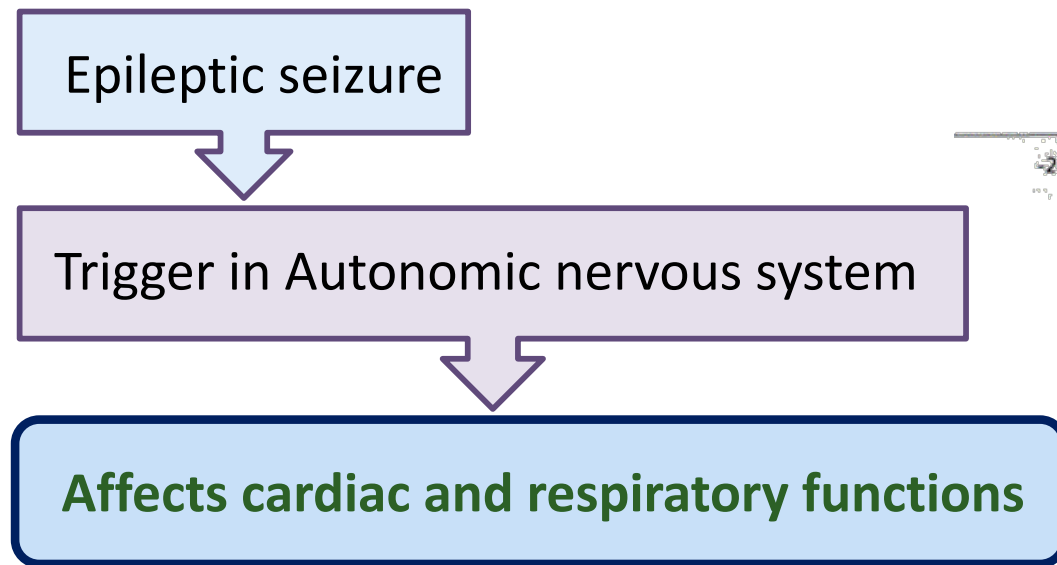 Epileptic seizure
Trigger in Autonomic nervous system
Affects cardiac and respiratory functions